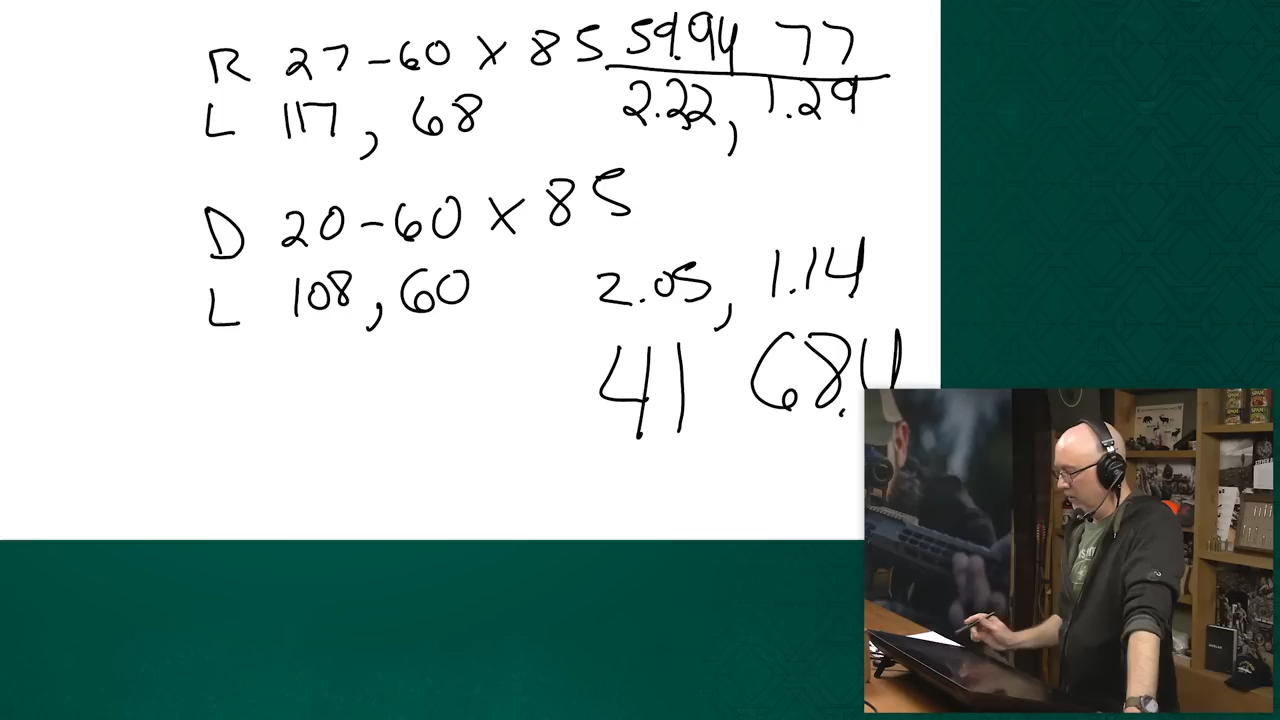 R 27-60 X 85 59.94 77
L 117, 68 2.22, 1.29
D 20-60 X 85
L 108, 60 2.05, 1.14
41 68.4